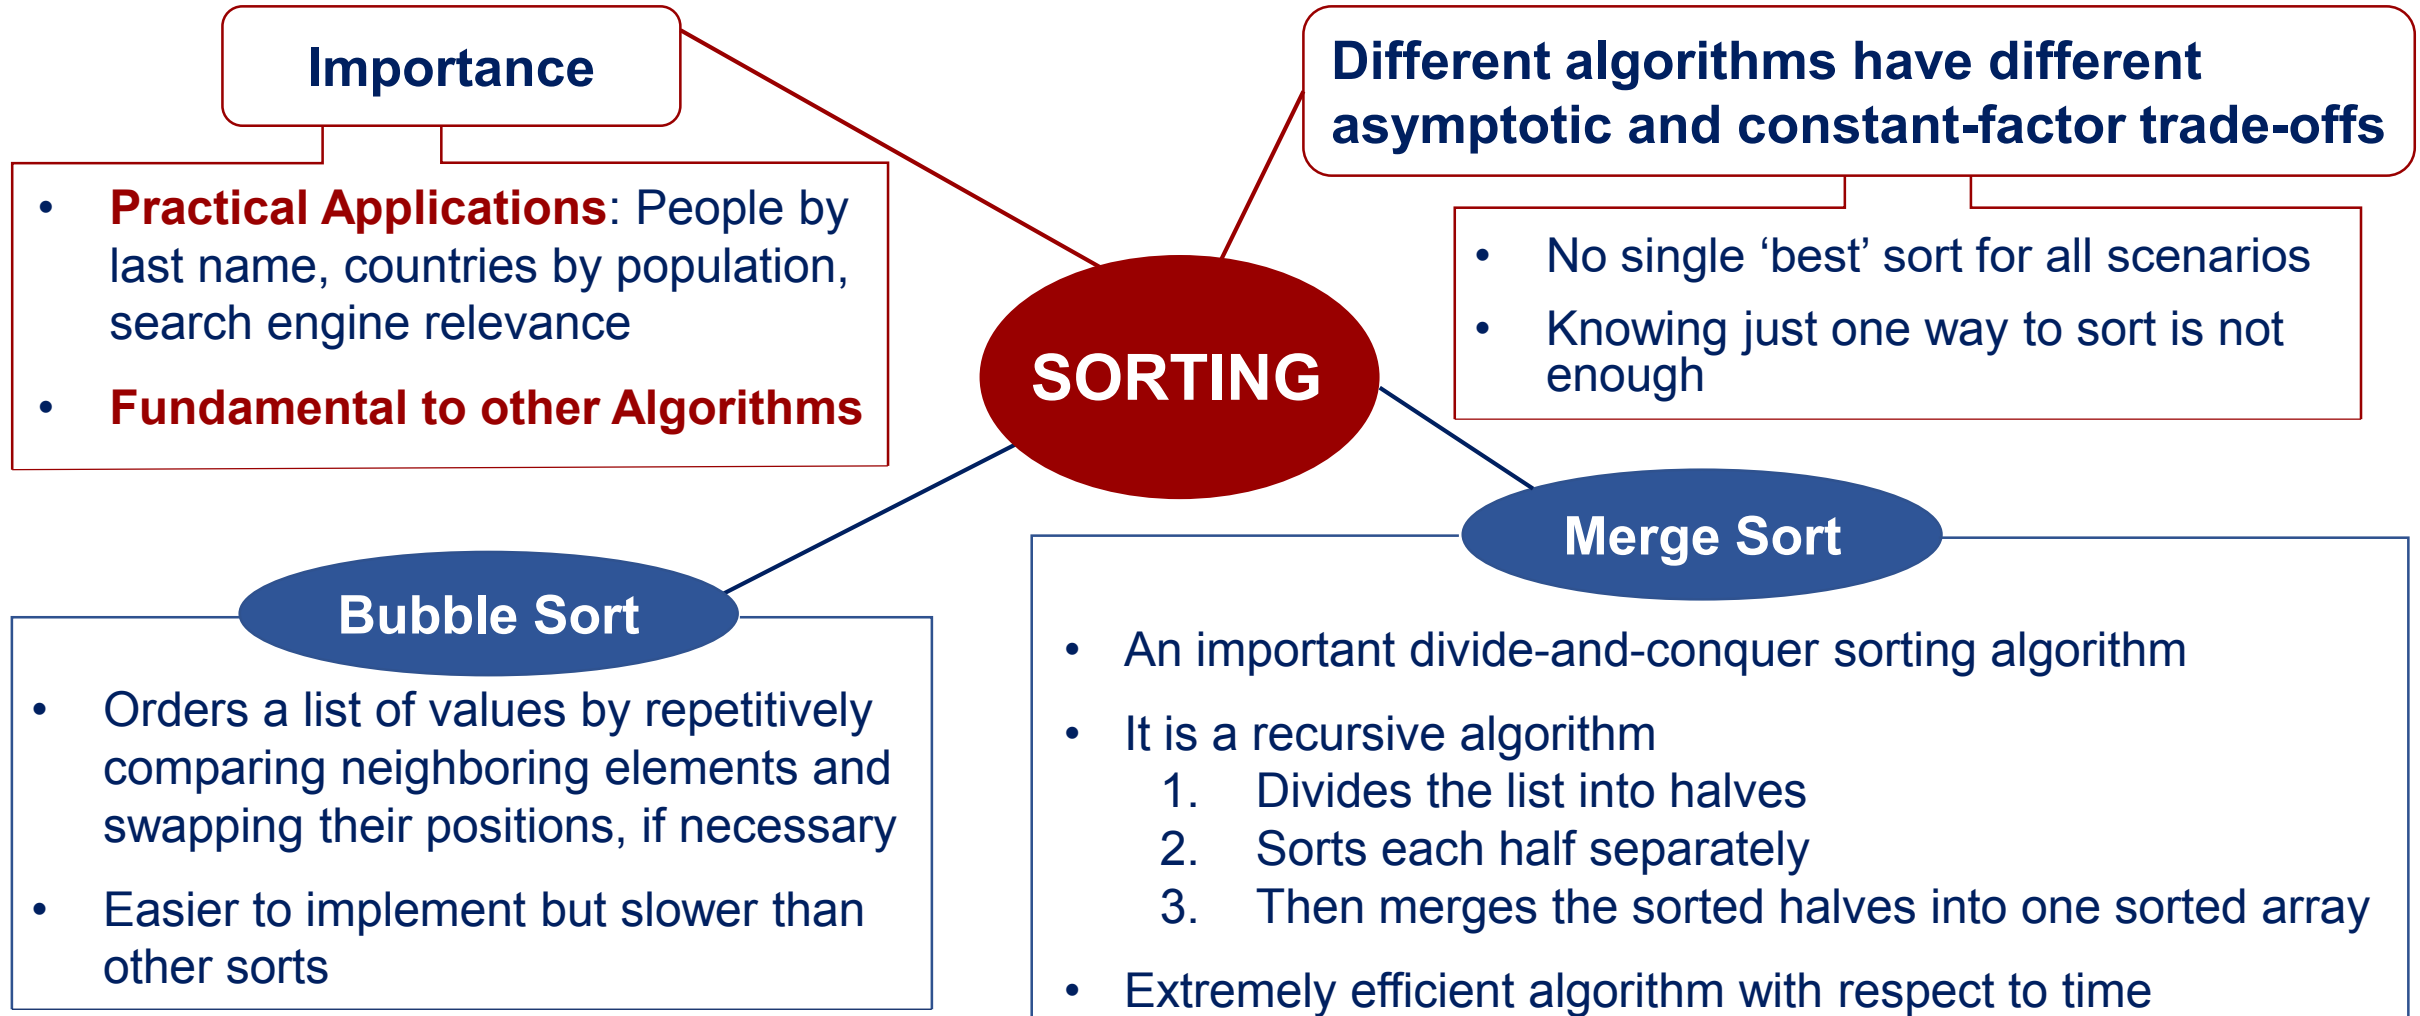 Importance
• Practical Applications: People by
last name, countries by population,
search engine relevance
• Fundamental to other Algorithms
Different algorithms have different
asymptotic and constant-factor trade-offs
• No single ‘best’ sort for all scenarios
• Knowing just one way to sort is not
enough
SORTING
Bubble Sort
• Orders a list of values by repetitively
comparing neighboring elements and
swapping their positions, if necessary
• Easier to implement but slower than
other sorts
Merge Sort
• An important divide-and-conquer sorting algorithm
• It is a recursive algorithm
1. Divides the list into halves
2. Sorts each half separately
3. Then merges the sorted halves into one sorted array
• Extremely efficient algorithm with respect to time